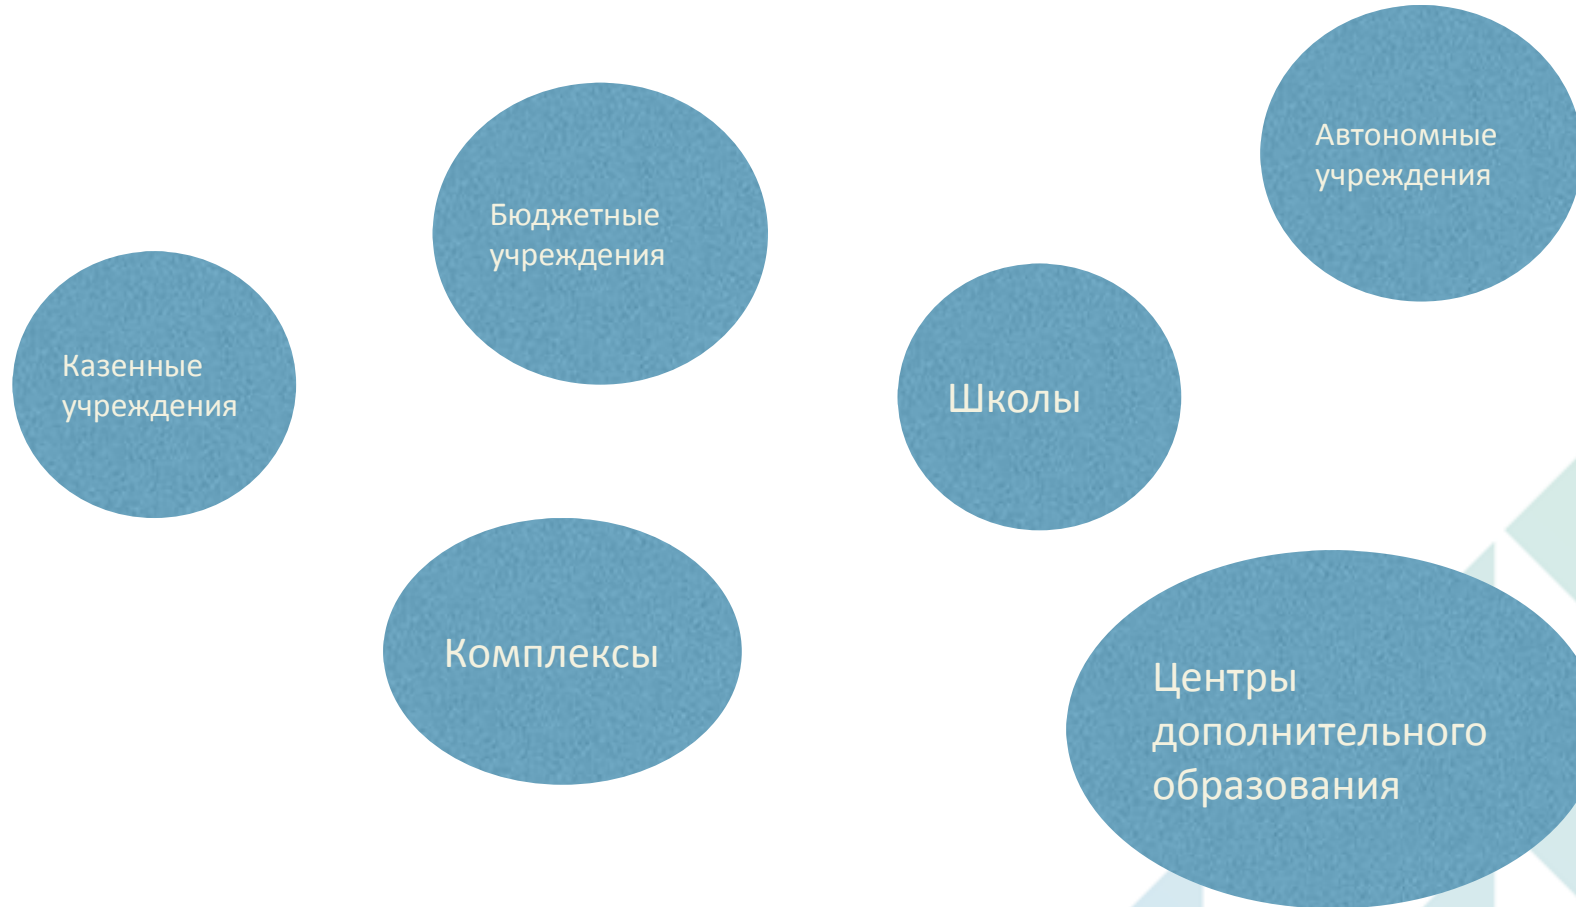 Автономные
учреждения
Бюджетные
учреждения
Казенные
учреждения
Школы
Комплексы
Центры
дополнительного
образования